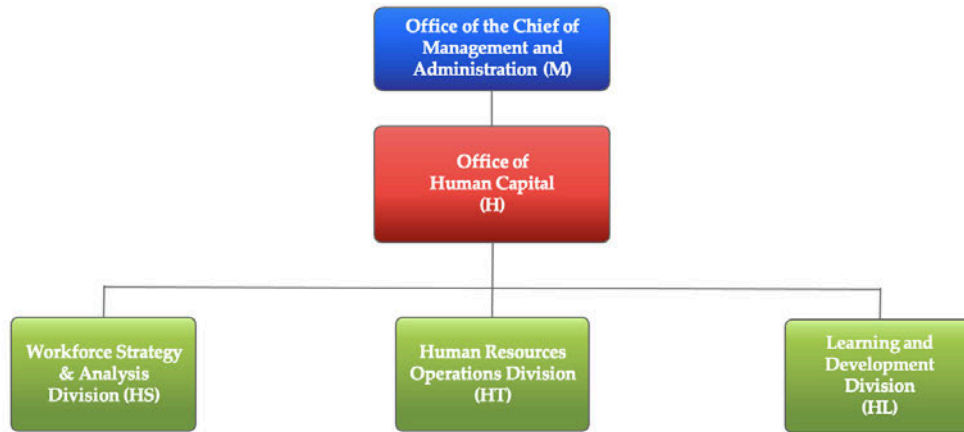 Office of the Chief of
Management and
Administration (M)
Office of
Human Capital
(H)
Workforce Strategy
& Analysis
Division (HS)
Human Resources
Operations Division
(HT)
Learning and
Development
Division
(HL)